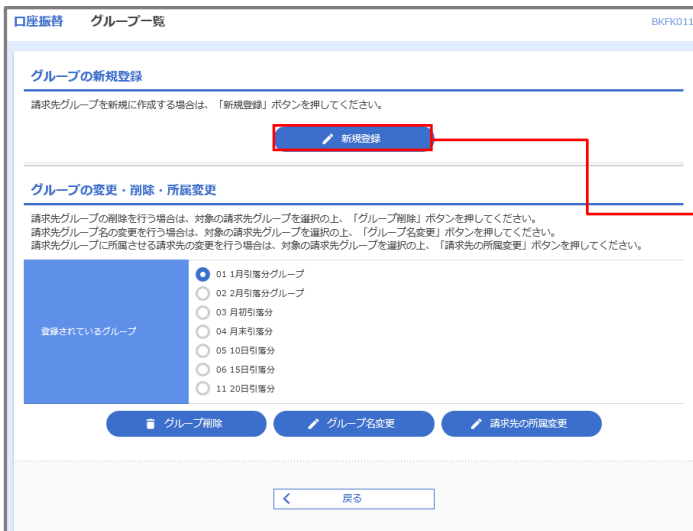 口座振替 グループ一覧 BKFK011
グループの新規登録
請求先グループを新規に作成する場合は、「新規登録」ボタンを押してください。
新規登録
グループの変更・削除・所属変更
請求先グループの削除を行う場合は、対象の請求先グループを選択の上、「グループ削除」ボタンを押してください。
請求先グループ名の変更を行う場合は、対象の請求先グループを選択の上、「グループ名変更」ボタンを押してください。
請求先グループに所属させる請求先の変更を行う場合は、対象の請求先グループを選択の上、「請求先の所属変更」ボタンを押してください。
登録されているグループ
01 1月引落分グループ
02 2月引落分グループ
03 月初引落分
04 月末引落分
05 10日引落分
06 15日引落分
11 20日引落分
グループ削除 グループ名変更 請求先の所属変更
戻る